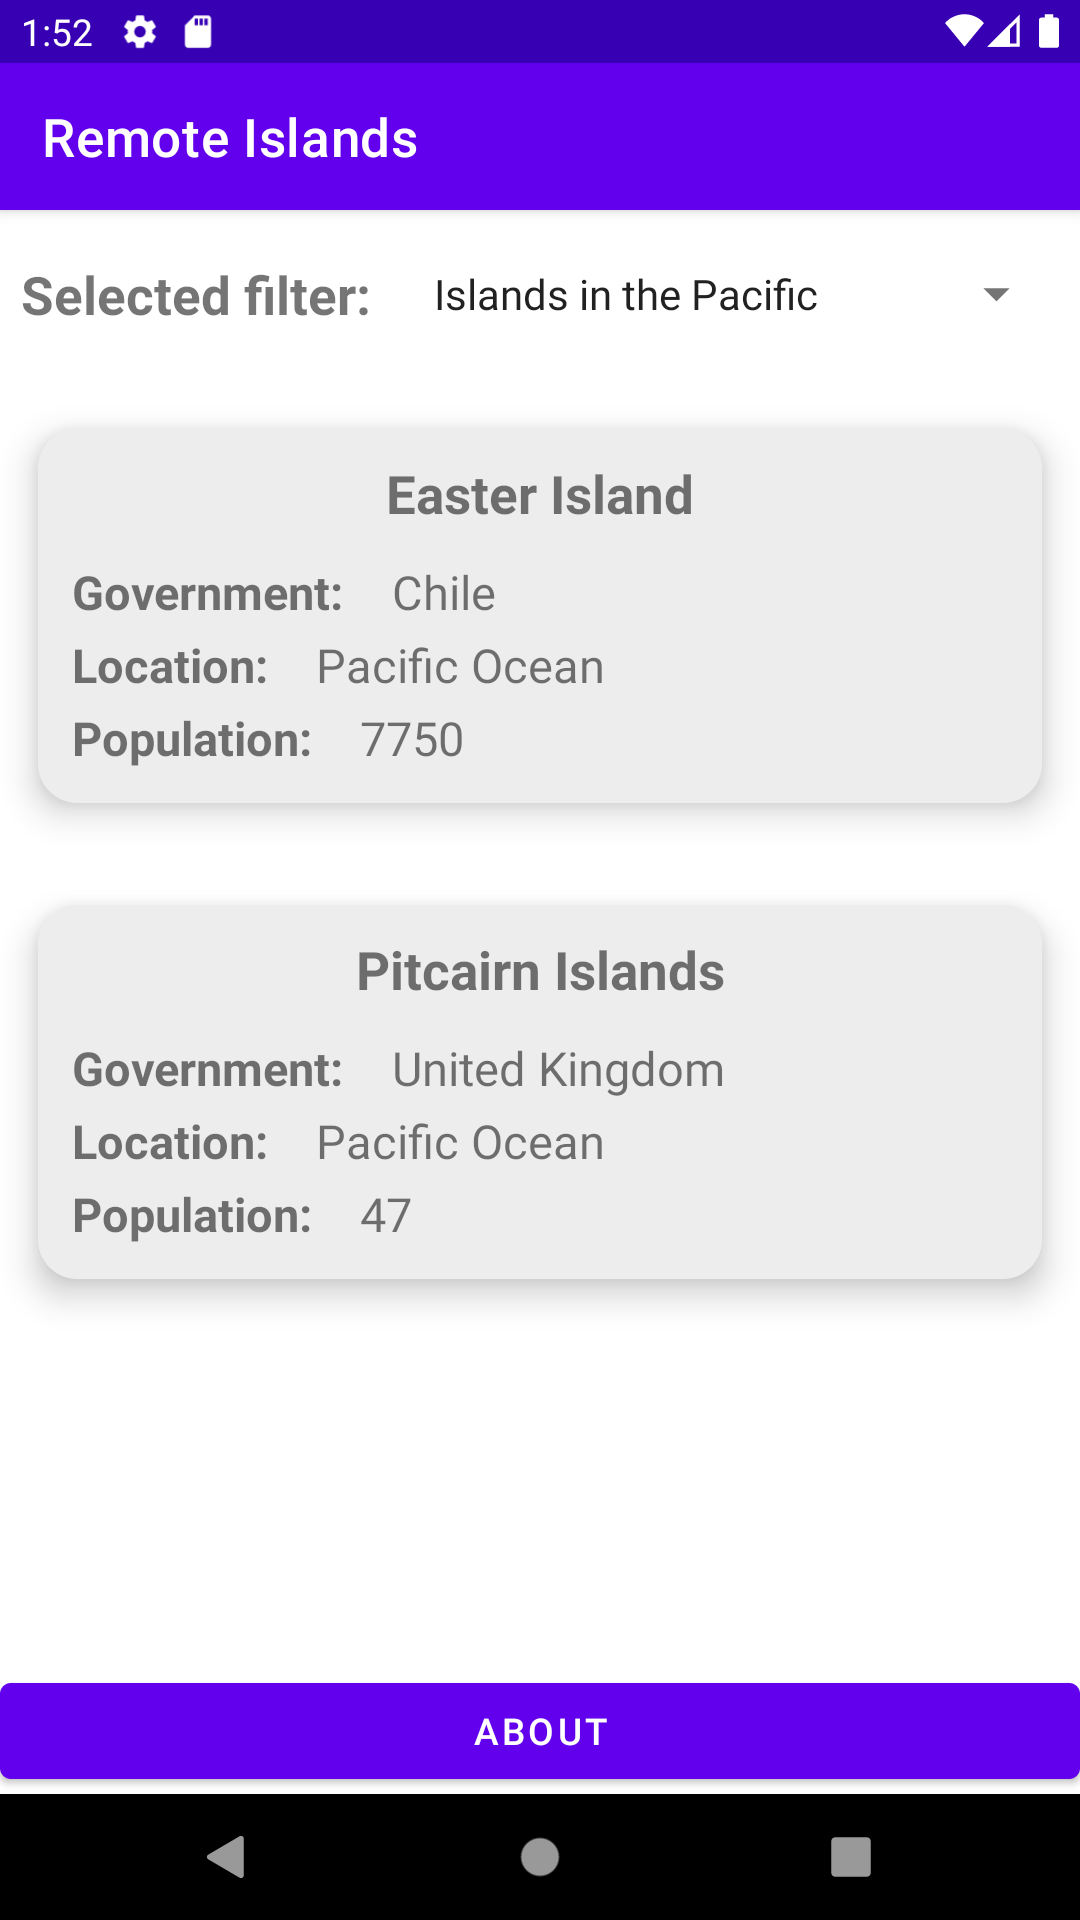 1:52
Remote Islands
Selected filter: Islands in the Pacific
Easter Island
Government: Chile
Location: Pacific Ocean
Population: 7750
Pitcairn Islands
Government: United Kingdom
Location: Pacific Ocean
Population: 47
ABOUT